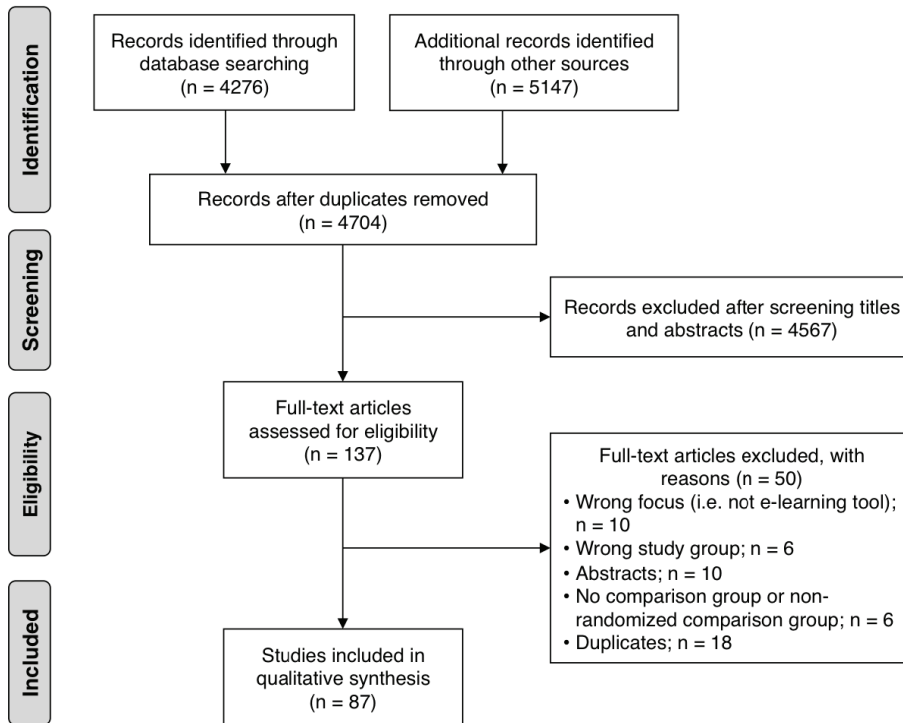 Identification
Records identified through
database searching
(n = 4276)
Additional records identified
through other sources
(n = 5147)
Records after duplicates removed
(n = 4704)
Screening
Records excluded after screening titles
and abstracts (n = 4567)
Eligibility
Full-text articles
assessed for eligibility
(n = 137)
Full-text articles excluded, with
reasons (n = 50)
• Wrong focus (i.e. not e-learning tool);
n = 10
• Wrong study group; n = 6
• Abstracts; n = 10
• No comparison group or non-
randomized comparison group; n = 6
• Duplicates; n = 18
Included
Studies included in
qualitative synthesis
(n = 87)